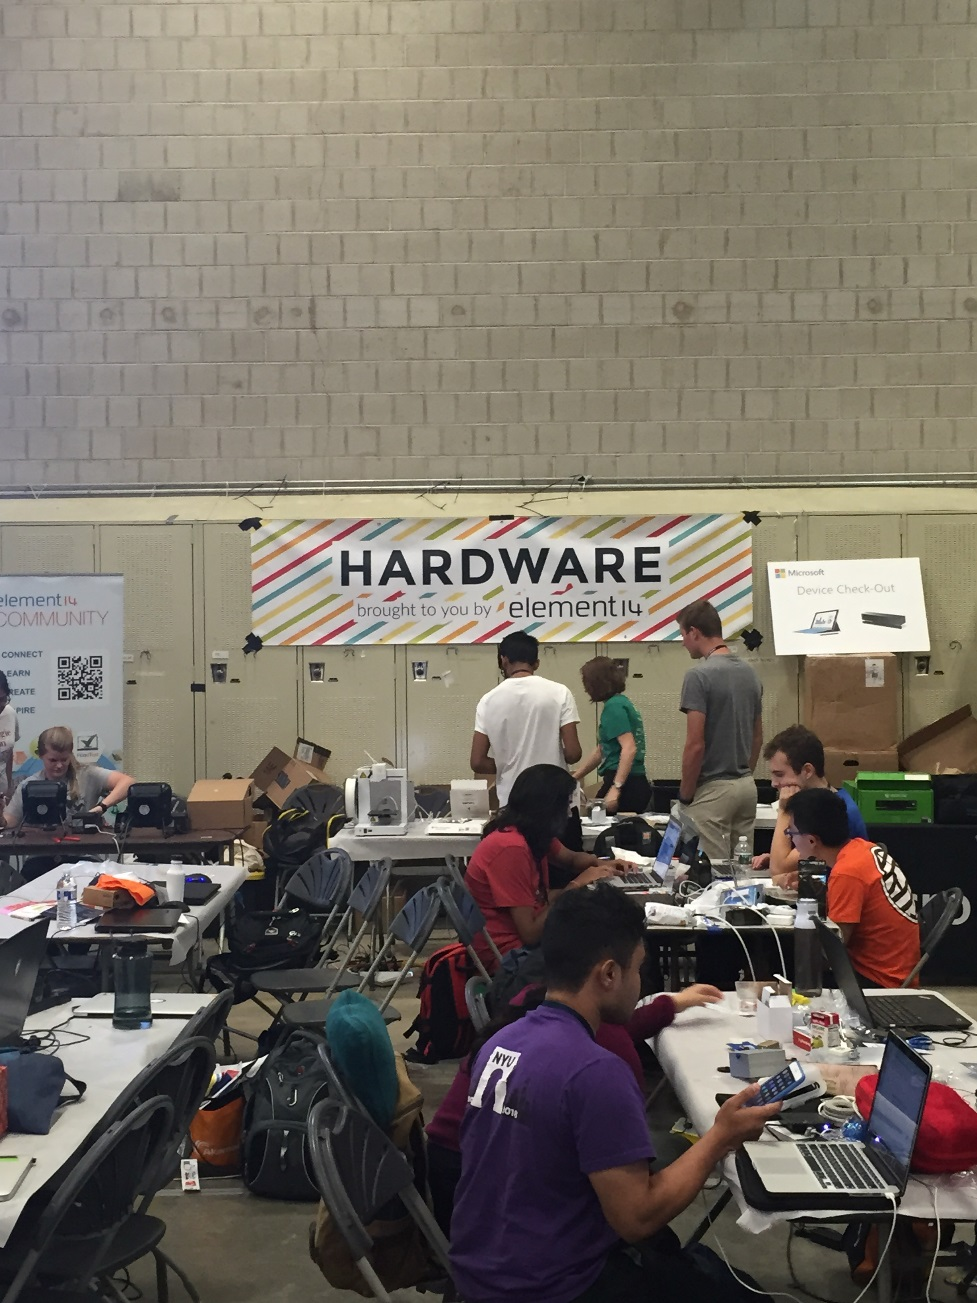 HARDWARE
brought to you by element14
Microsoft
Device Check-Out
element14
COMMUNITY
CONNECT
EARN
REATE
PIRE
NYU